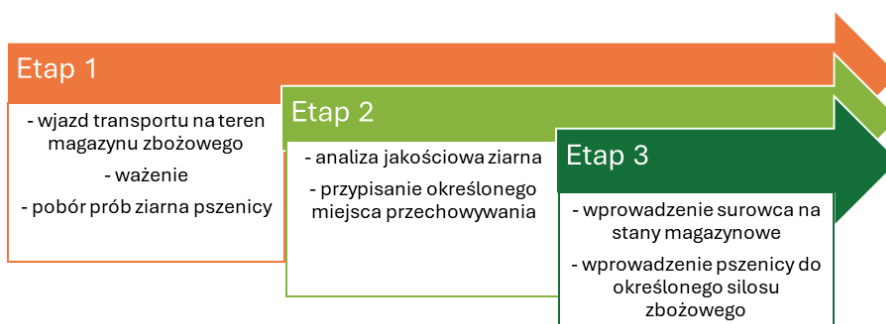 Etap 1
- wjazd transportu na teren
magazynu zbożowego
- ważenie
- pobór prób ziarna pszenicy
Etap 2
- analiza jakościowa ziarna
- przypisanie określonego
miejsca przechowywania
Etap 3
- wprowadzenie surowca na
stany magazynowe
- wprowadzenie pszenicy do
określonego silosu
zbożowego